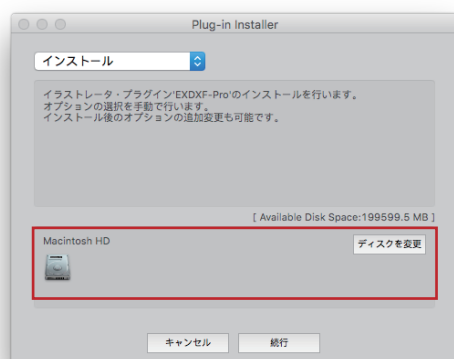 Plug-in Installer
インストール
イラストレータ・プラグイン'EXDXF-Pro'のインストールを行います。
オプションの選択を手動で行います。
インストール後のオプションの追加変更も可能です。
[ Available Disk Space:199599.5 MB ]
Macintosh HD
ディスクを変更
キャンセル
続行